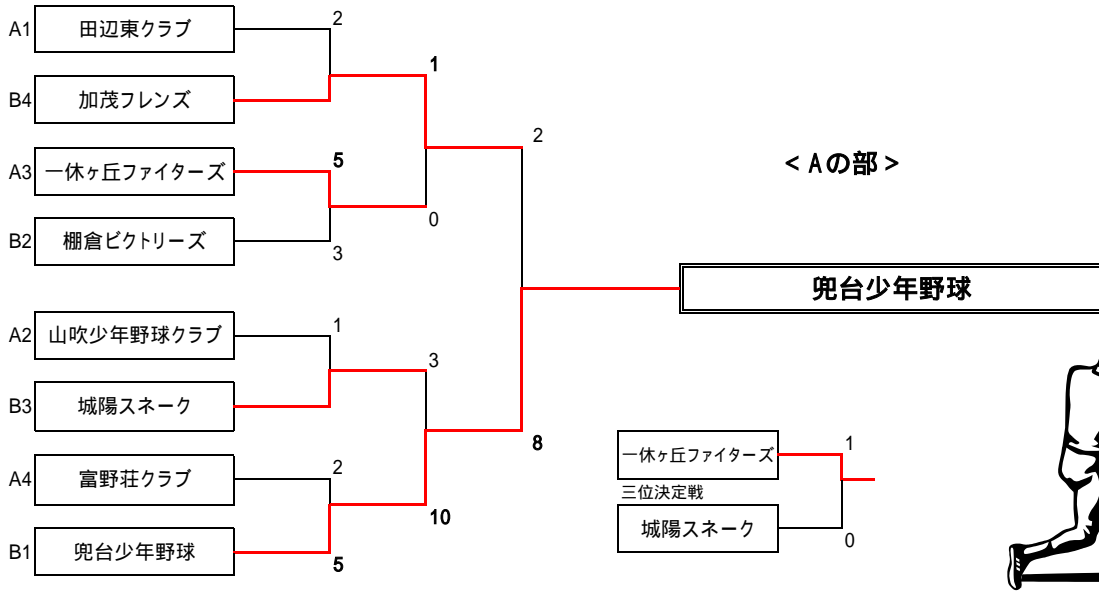 2
A1 田辺東クラブ
1
B4 加茂フレンズ
2
5
A3 一休ヶ丘ファイターズ
<Aの部>
0
B2 棚倉ビクトリーズ
3
兜台少年野球
1
A2 山吹少年野球クラブ
3
B3 城陽スネーク
8
1
一休ヶ丘ファイターズ
2
A4 富野荘クラブ
三位決定戦
10
城陽スネーク
0
B1 兜台少年野球
5